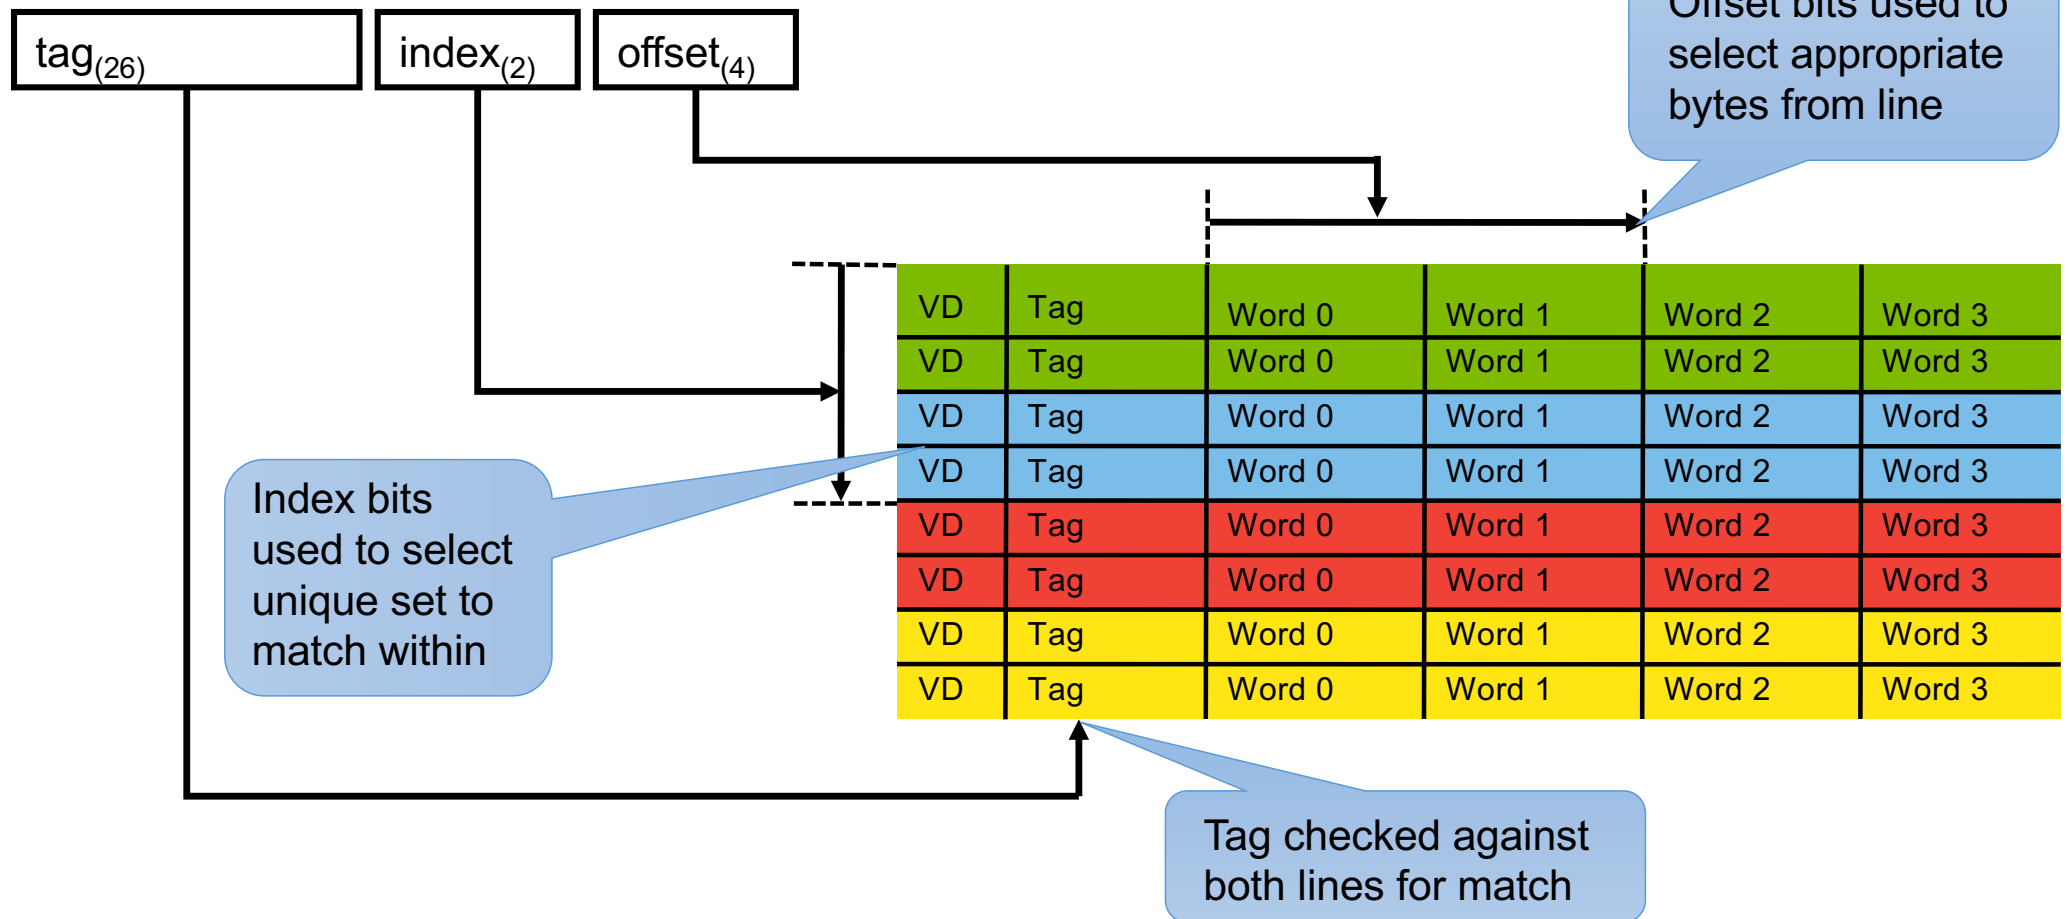 tag(26)
index(2)
offset(4)
Offset bits used to
select appropriate
bytes from line
VD Tag Word 0 Word 1 Word 2 Word 3
VD Tag Word 0 Word 1 Word 2 Word 3
VD Tag Word 0 Word 1 Word 2 Word 3
VD Tag Word 0 Word 1 Word 2 Word 3
VD Tag Word 0 Word 1 Word 2 Word 3
VD Tag Word 0 Word 1 Word 2 Word 3
VD Tag Word 0 Word 1 Word 2 Word 3
VD Tag Word 0 Word 1 Word 2 Word 3
Index bits
used to select
unique set to
match within
Tag checked against
both lines for match